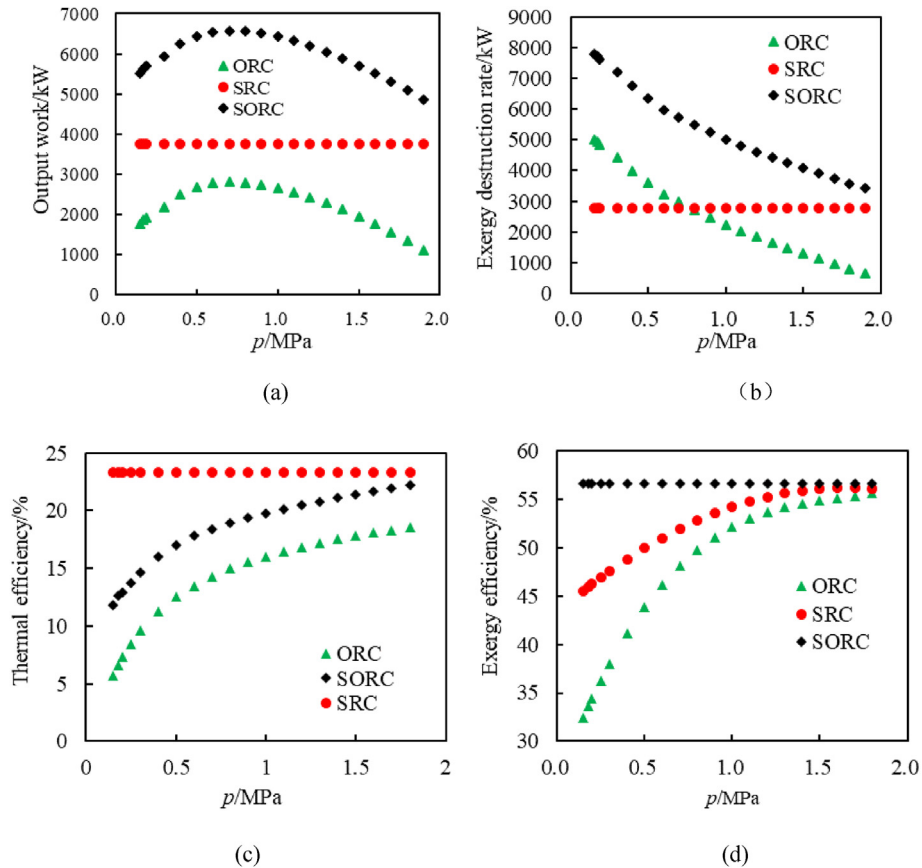 7000
6000
5000
4000
3000
2000
1000
0
Output work/kW
ORC
SRC
SORC
0.0 0.5 1.0 1.5 2.0
p/MPa
(a)
9000
8000
7000
6000
5000
4000
3000
2000
1000
0
Exergy destruction rate/kW
ORC
SRC
SORC
0.0 0.5 1.0 1.5 2.0
p/MPa
（b）
25
20
15
10
5
0
Thermal efficiency/%
ORC
SORC
SRC
0 0.5 1 1.5 2
p/MPa
(c)
60
55
50
45
40
35
30
Exergy efficiency/%
ORC
SRC
SORC
0.0 0.5 1.0 1.5 2.0
p/MPa
(d)